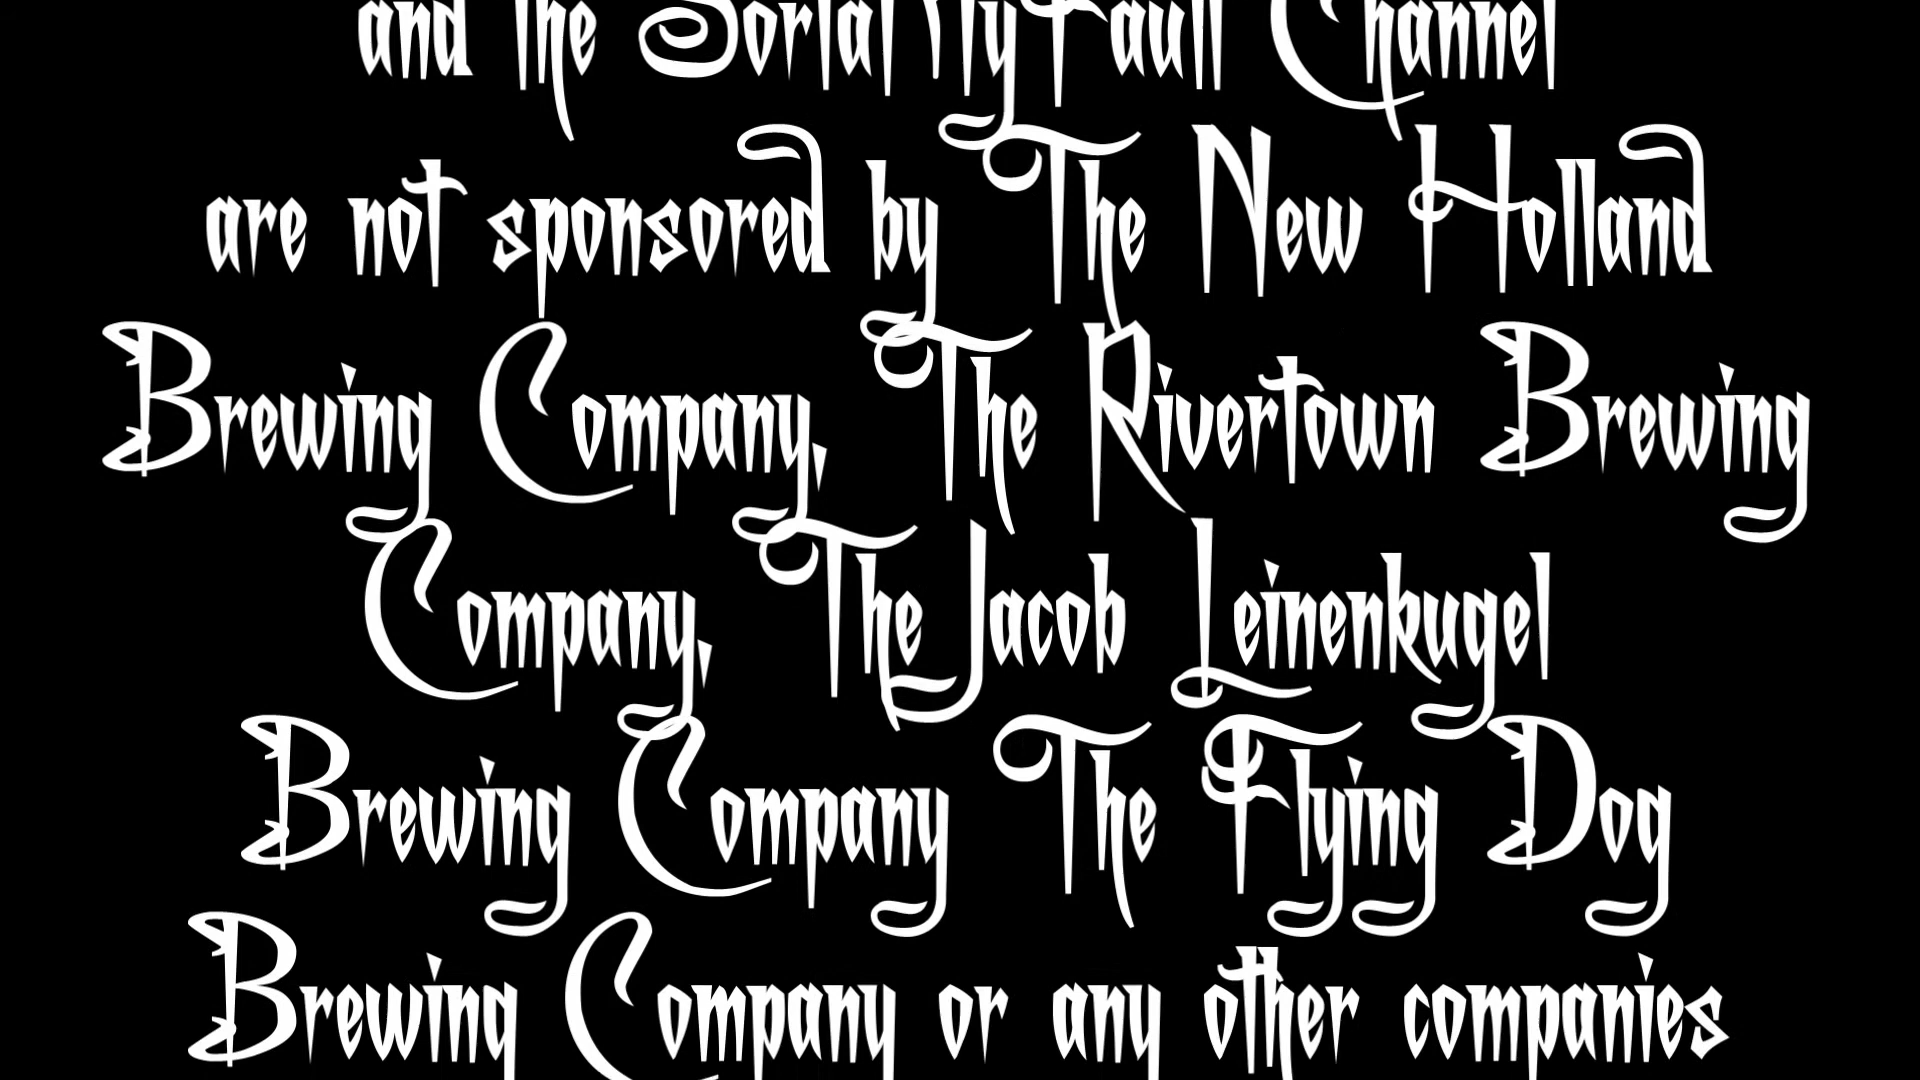 and the SortaMyFault Channel
are not sponsored by The New Holland
Brewing Company, The Rivertown Brewing
Company, The Jacob Leinenkugel
Brewing Company The Flying Dog
Brewing Company or any other companies